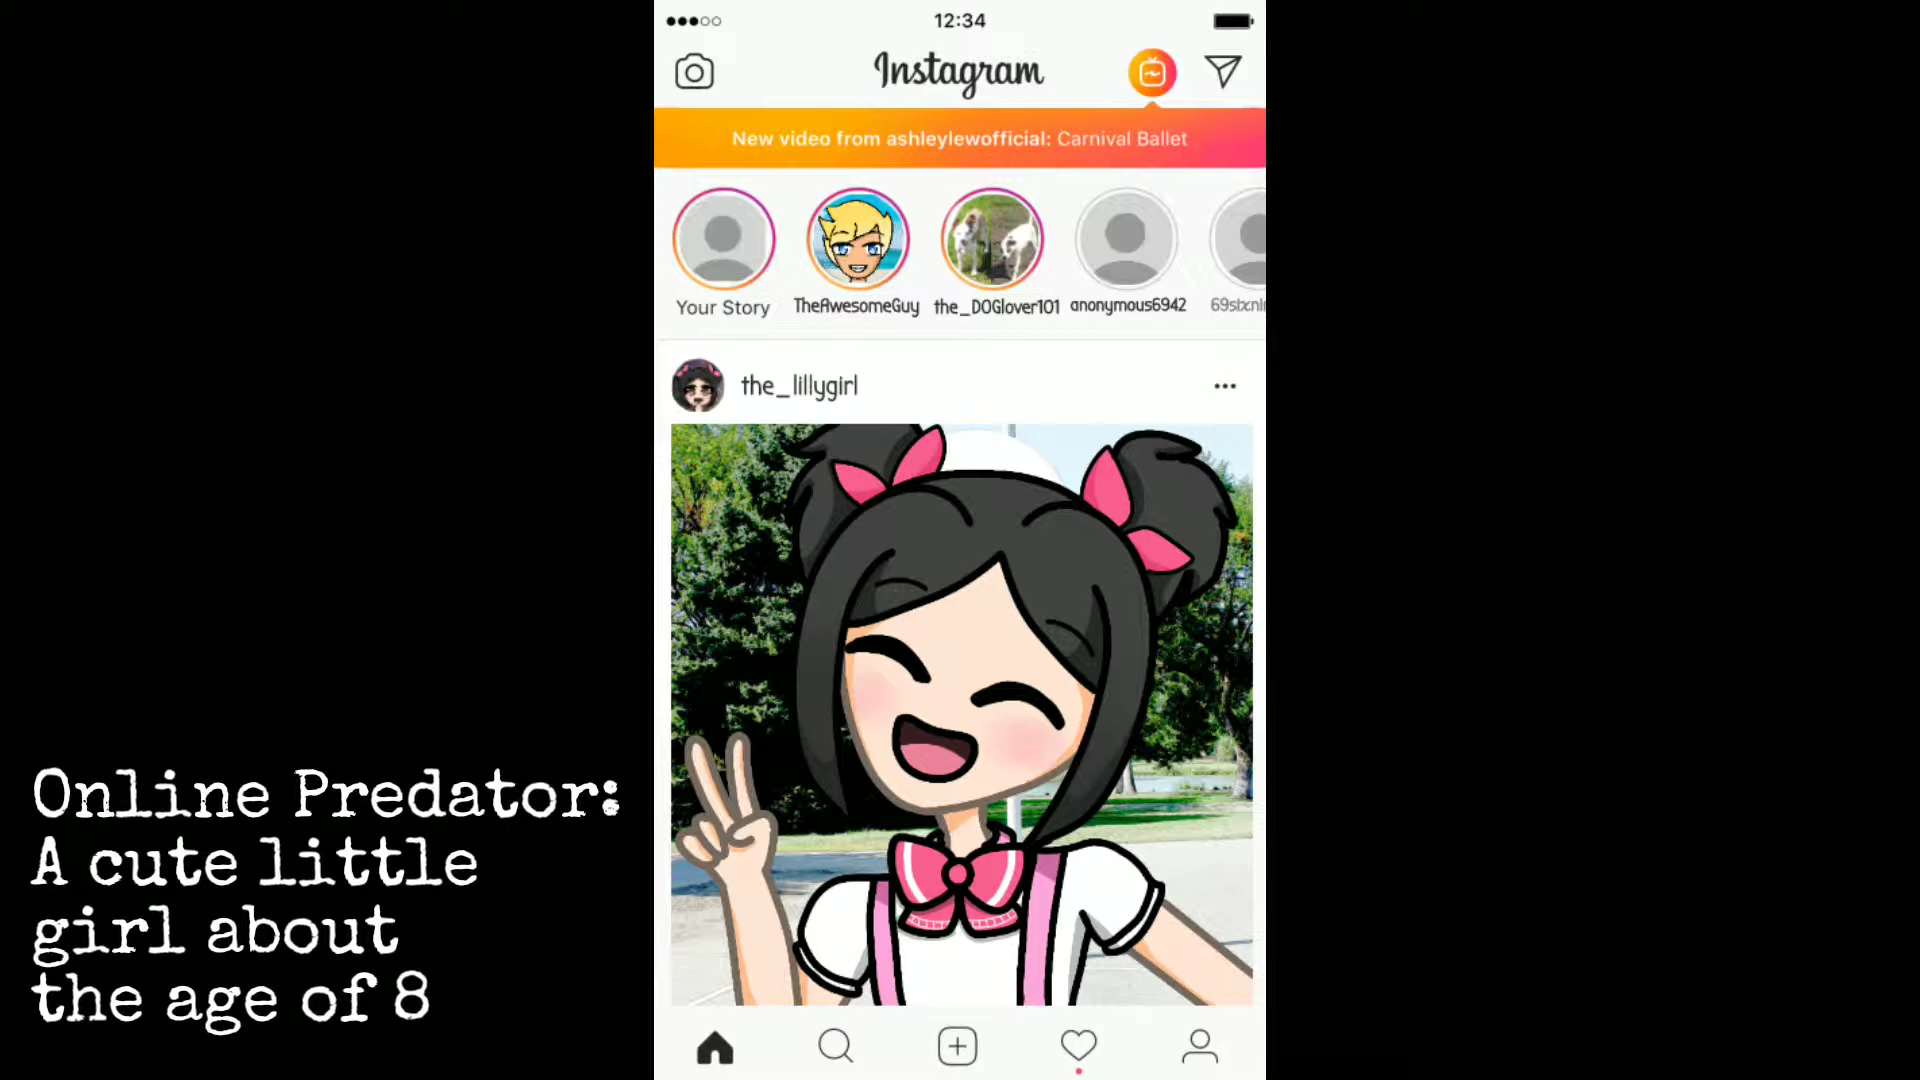 12:34
Instagram
New video from ashleylewofficial: Carnival Ballet
Your Story
TheAwesomeGuy
the_DOGlover101
anonymous6942
the_lillygirl
Online Predator:
A cute little
girl about
the age of 8